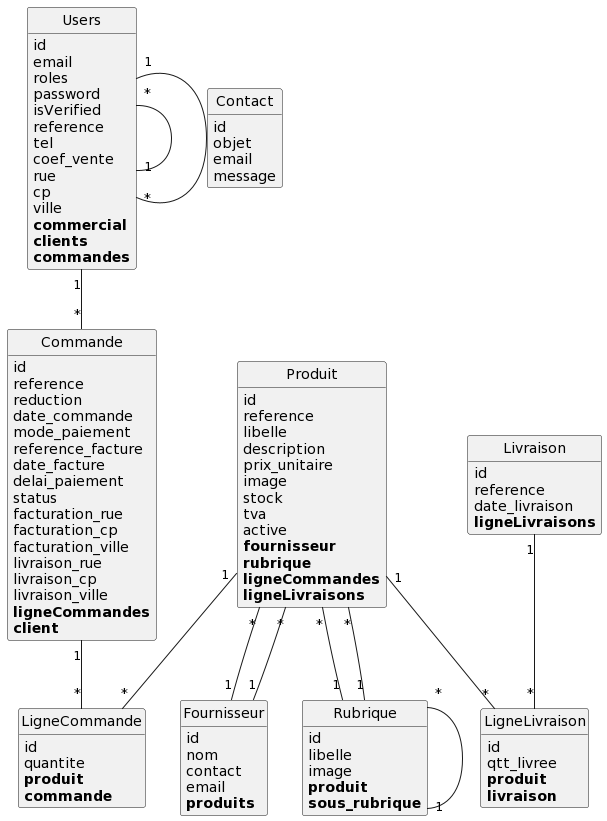 Users
id
email
roles
password
isVerified
reference
tel
coef_vente
rue
cp
ville
commercial
clients
commandes
1
*
1
*
Contact
id
objet
email
message
1
*
Commande
id
reference
reduction
date_commande
mode_paiement
reference_facture
date_facture
delai_paiement
status
facturation_rue
facturation_cp
facturation_ville
livraison_rue
livraison_cp
livraison_ville
ligneCommandes
client
Produit
id
reference
libelle
description
prix_unitaire
image
stock
tva
active
fournisseur
rubrique
ligneCommandes
ligneLivraisons
Livraison
id
reference
date_livraison
ligneLivraisons
1
*
1
*
*
1
*
1
*
1
*
1
1
*
1
*
LigneCommande
id
quantite
produit
commande
Fournisseur
id
nom
contact
email
produits
Rubrique
id
libelle
image
produit
sous_rubrique
*
1
LigneLivraison
id
qtt_livree
produit
livraison